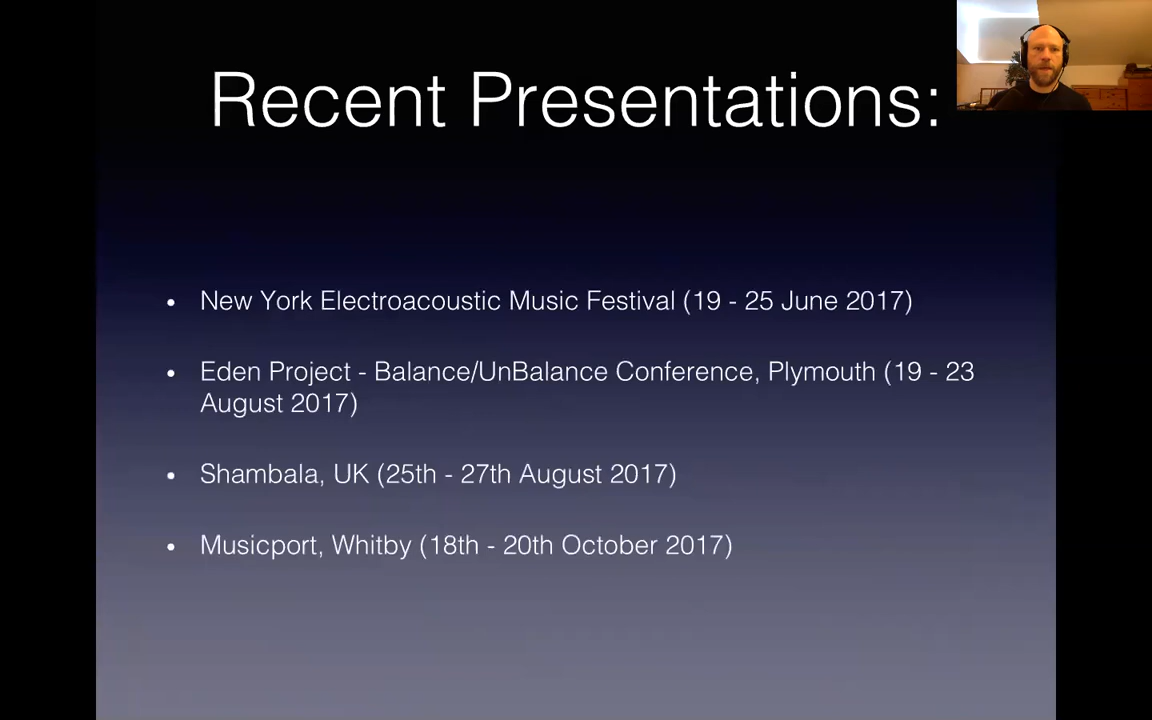 Recent Presentations:
• New York Electroacoustic Music Festival (19 - 25 June 2017)
• Eden Project - Balance/UnBalance Conference, Plymouth (19 - 23
August 2017)
• Shambala, UK (25th - 27th August 2017)
• Musicport, Whitby (18th - 20th October 2017)